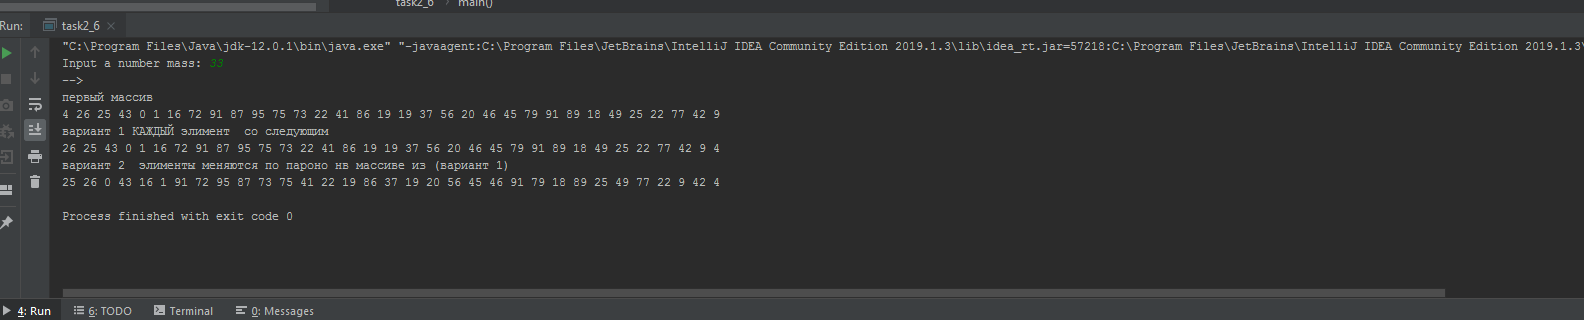 task2_6 › main()
Run: task2_6 ×
"C:\Program Files\Java\jdk-12.0.1\bin\java.exe" "-javaagent:C:\Program Files\JetBrains\IntelliJ IDEA Community Edition 2019.1.3\lib\idea_rt.jar=57218:C:\Program Files\JetBrains\IntelliJ IDEA Community Edition 2019.1.3\
Input a number mass: 33
-->
первый массив
4 26 25 43 0 1 16 72 91 87 95 75 73 22 41 86 19 19 37 56 20 46 45 79 91 89 18 49 25 22 77 42 9
вариант 1 КАЖДЫЙ элимент  со следующим
26 25 43 0 1 16 72 91 87 95 75 73 22 41 86 19 19 37 56 20 46 45 79 91 89 18 49 25 22 77 42 9 4
вариант 2  элименты меняются по пароно нв массиве из (вариант 1)
25 26 0 43 16 1 91 72 95 87 73 75 41 22 19 86 37 19 20 56 45 46 91 79 18 89 25 49 77 22 9 42 4
Process finished with exit code 0
4: Run 6: TODO Terminal 0: Messages